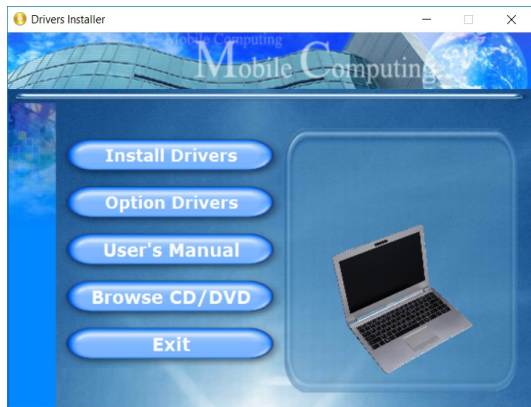 Drivers Installer
Mobile Computing
Mobile Computing
Install Drivers
Option Drivers
User's Manual
Browse CD/DVD
Exit